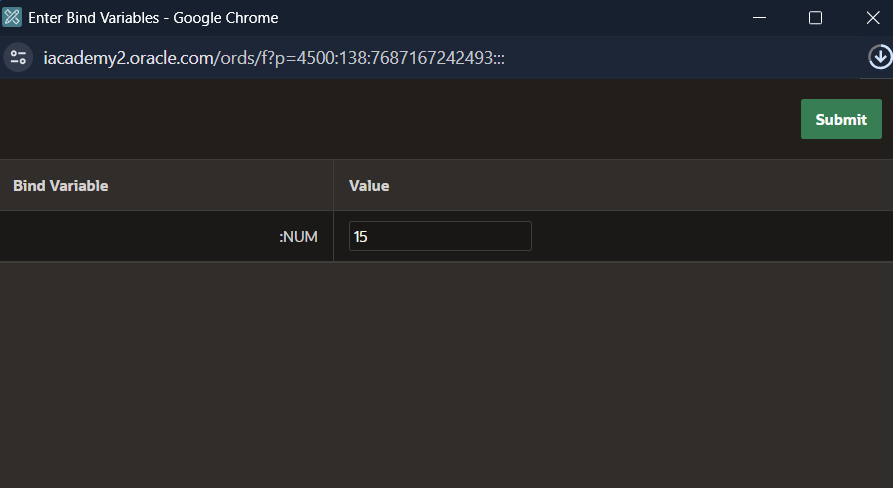 Enter Bind Variables - Google Chrome
iacademy2.oracle.com/ords/f?p=4500:138:7687167242493:::
Submit
Bind Variable Value
:NUM 15